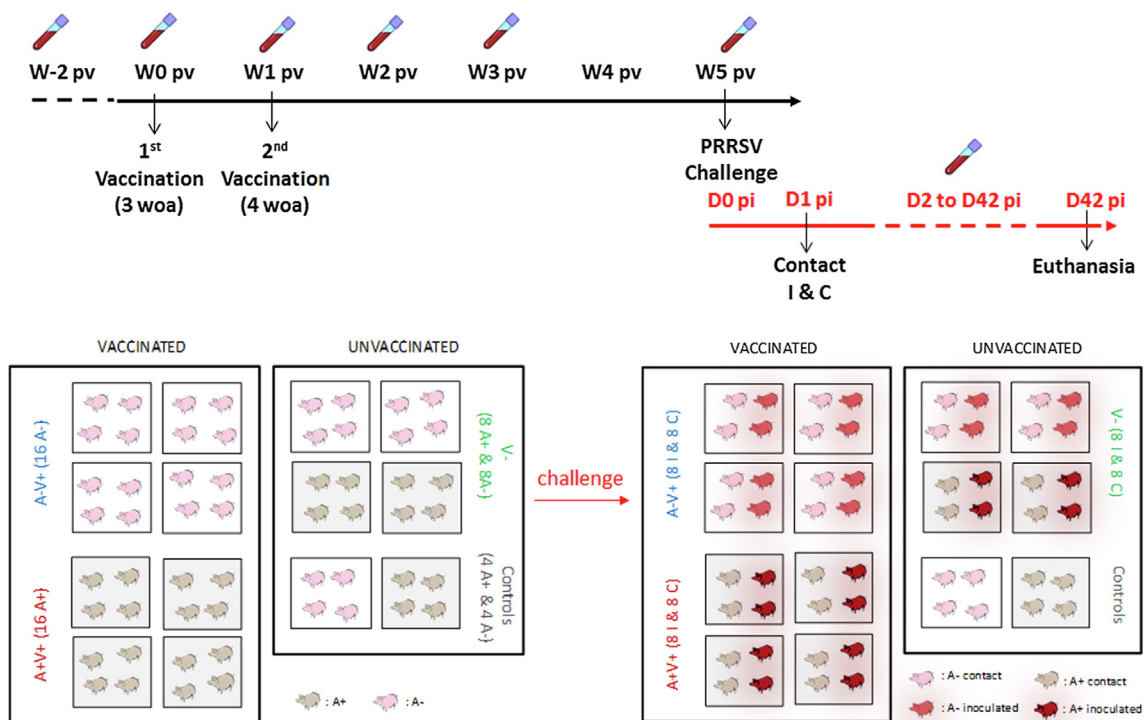 W-2 pv W0 pv W1 pv W2 pv W3 pv W4 pv W5 pv
1st
Vaccination
(3 woa)
2nd
Vaccination
(4 woa)
PRRSV
Challenge
D0 pi D1 pi D2 to D42 pi D42 pi
Contact
I & C
Euthanasia
VACCINATED
UNVACCINATED
A-V+ (16 A-)
A+V+ (16 A+)
V-
(8 A+ & 8A-)
Controls
(4 A+ & 4 A-)
: A+ : A-
challenge
VACCINATED
UNVACCINATED
A-V+ (8 I & 8 C)
A+V+ (8 I & 8 C)
V- (8 I & 8 C)
Controls
: A- contact : A+ contact
: A- inoculated : A+ inoculated